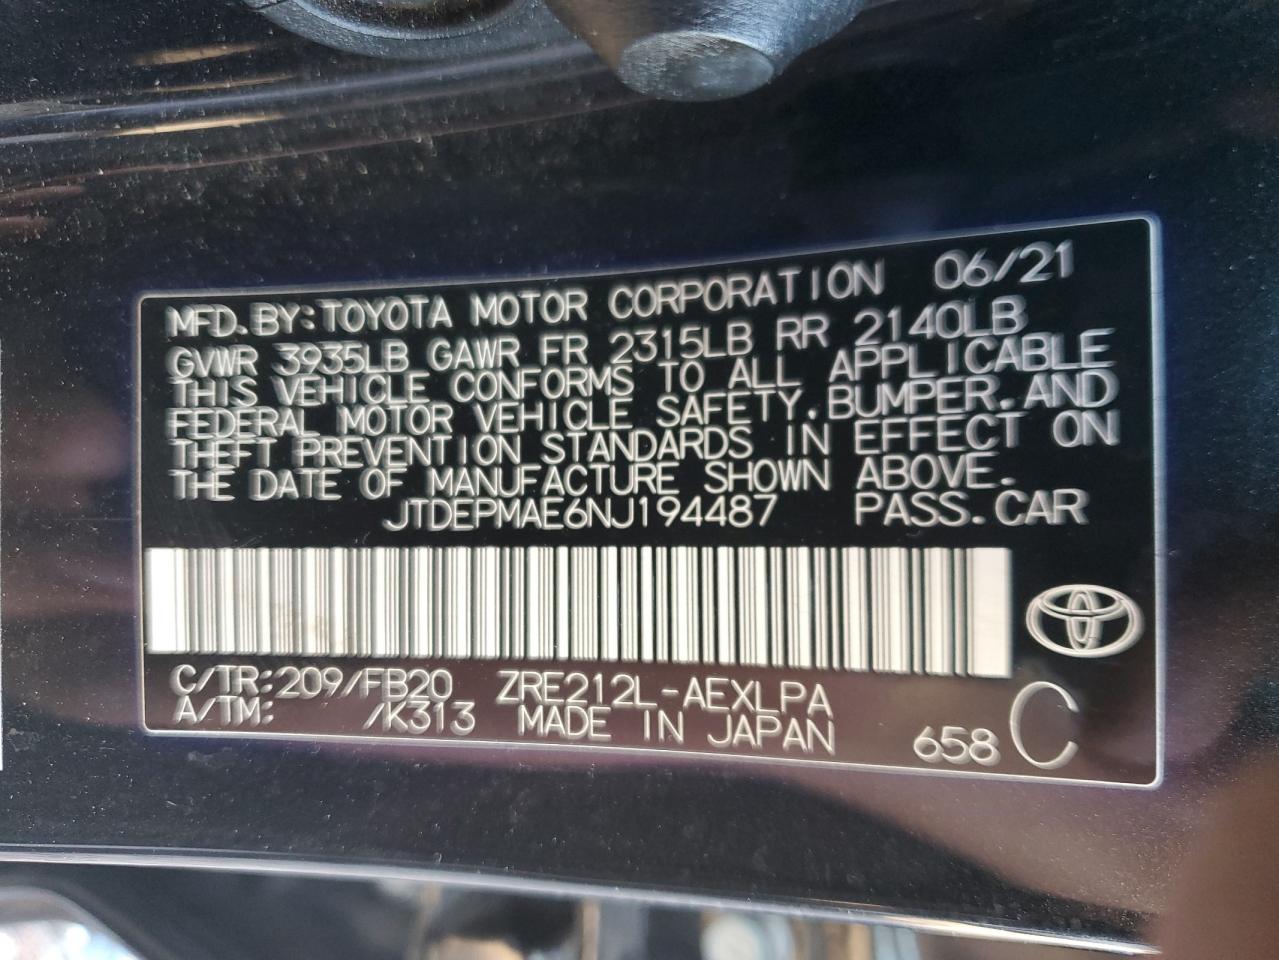 MFD.BY:TOYOTA MOTOR CORPORATION 06/21
GVWR 3935LB GAWR FR 2315LB RR 2140LB
THIS VEHICLE CONFORMS TO ALL APPLICABLE
FEDERAL MOTOR VEHICLE SAFETY,BUMPER,AND
THEFT PREVENTION STANDARDS IN EFFECT ON
THE DATE OF MANUFACTURE SHOWN ABOVE.
JTDEPMAE6NJ194487 PASS.CAR
C/TR:209/FB20 ZRE212L-AEXLPA
A/TM: /K313 MADE IN JAPAN 658 C